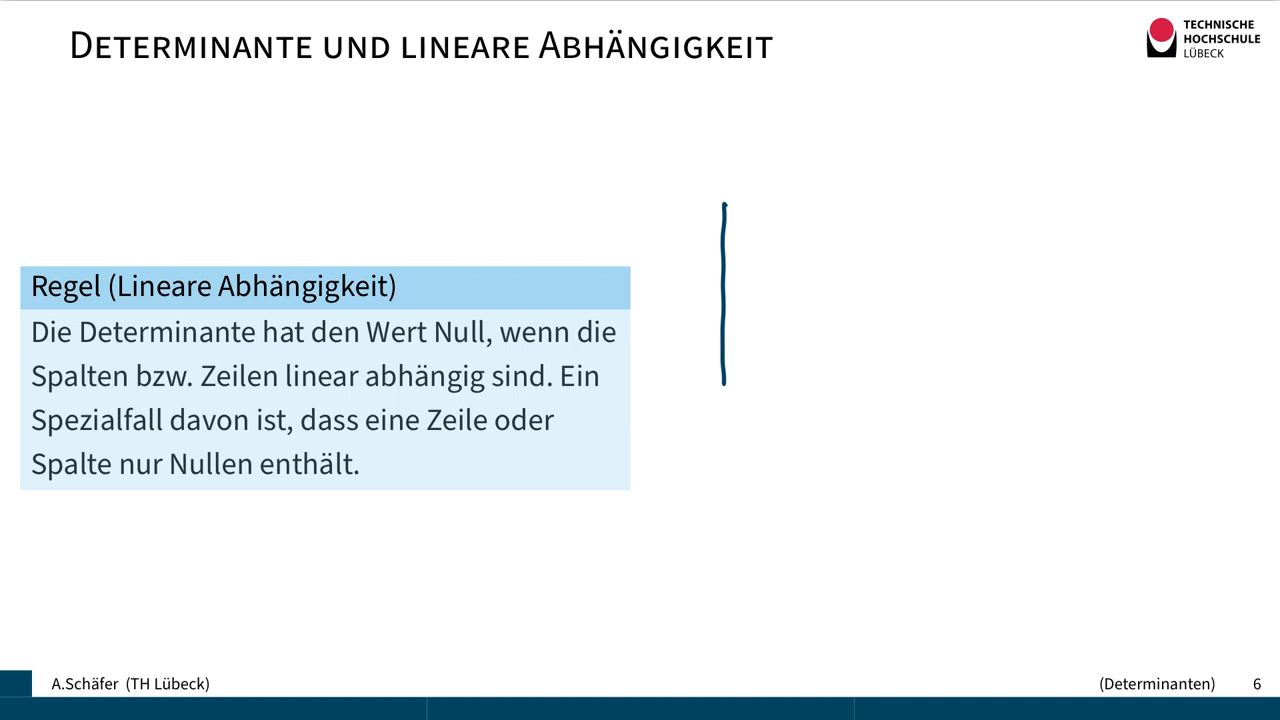 Determinante und lineare Abhängigkeit
TECHNISCHE
HOCHSCHULE
LÜBECK
Regel (Lineare Abhängigkeit)
Die Determinante hat den Wert Null, wenn die
Spalten bzw. Zeilen linear abhängig sind. Ein
Spezialfall davon ist, dass eine Zeile oder
Spalte nur Nullen enthält.
A.Schäfer (TH Lübeck)
(Determinanten) 6